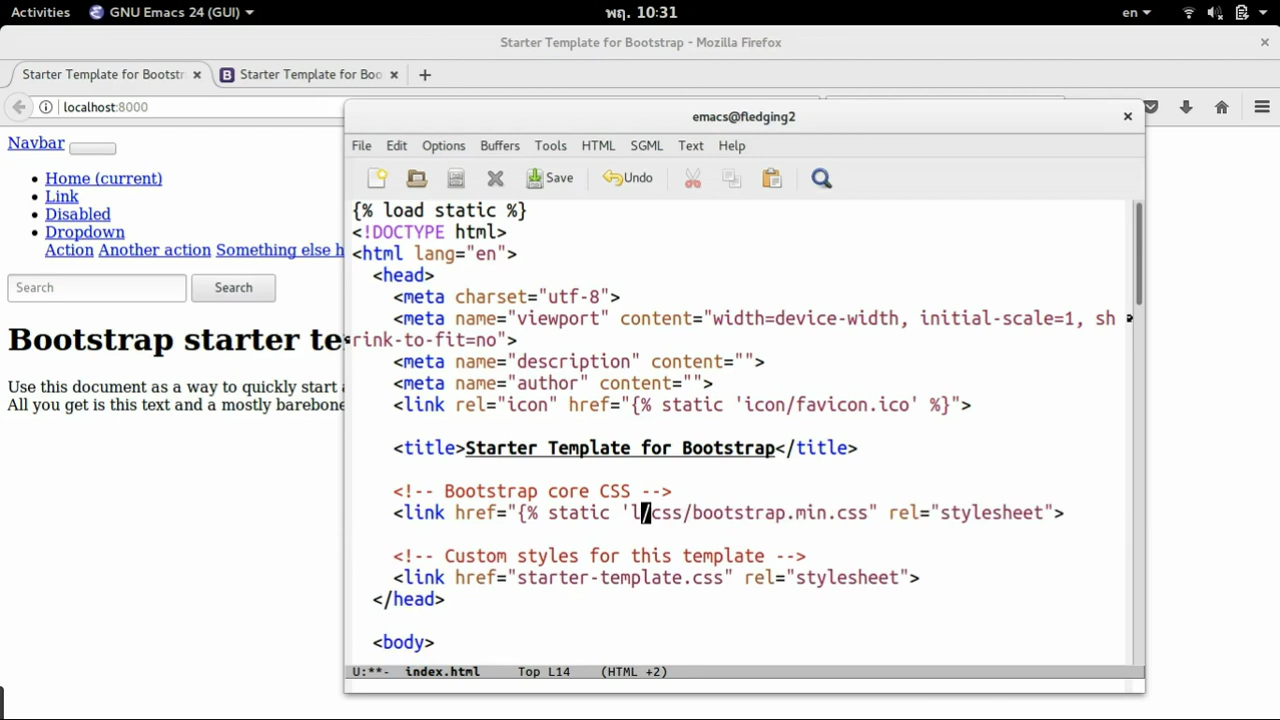 Activities GNU Emacs 24 (GUI) พฤ. 10:31 en
Starter Template for Bootstrap - Mozilla Firefox
Starter Template for Bootstr Starter Template for Boo
localhost:8000
emacs@fledging2
File Edit Options Buffers Tools HTML SGML Text Help
Save Undo
Navbar
Home (current)
Link
Disabled
Dropdown
Action Another action Something else h
Search Search
Bootstrap starter te
Use this document as a way to quickly start a
All you get is this text and a mostly barebone
{% load static %}
<!DOCTYPE html>
<html lang="en">
<head>
<meta charset="utf-8">
<meta name="viewport" content="width=device-width, initial-scale=1, sh
rink-to-fit=no">
<meta name="description" content="">
<meta name="author" content="">
<link rel="icon" href="{% static 'icon/favicon.ico' %}">
<title>Starter Template for Bootstrap</title>
<!-- Bootstrap core CSS -->
<link href="{% static 'l/css/bootstrap.min.css" rel="stylesheet">
<!-- Custom styles for this template -->
<link href="starter-template.css" rel="stylesheet">
</head>
<body>
U:**- index.html Top L14 (HTML +2)